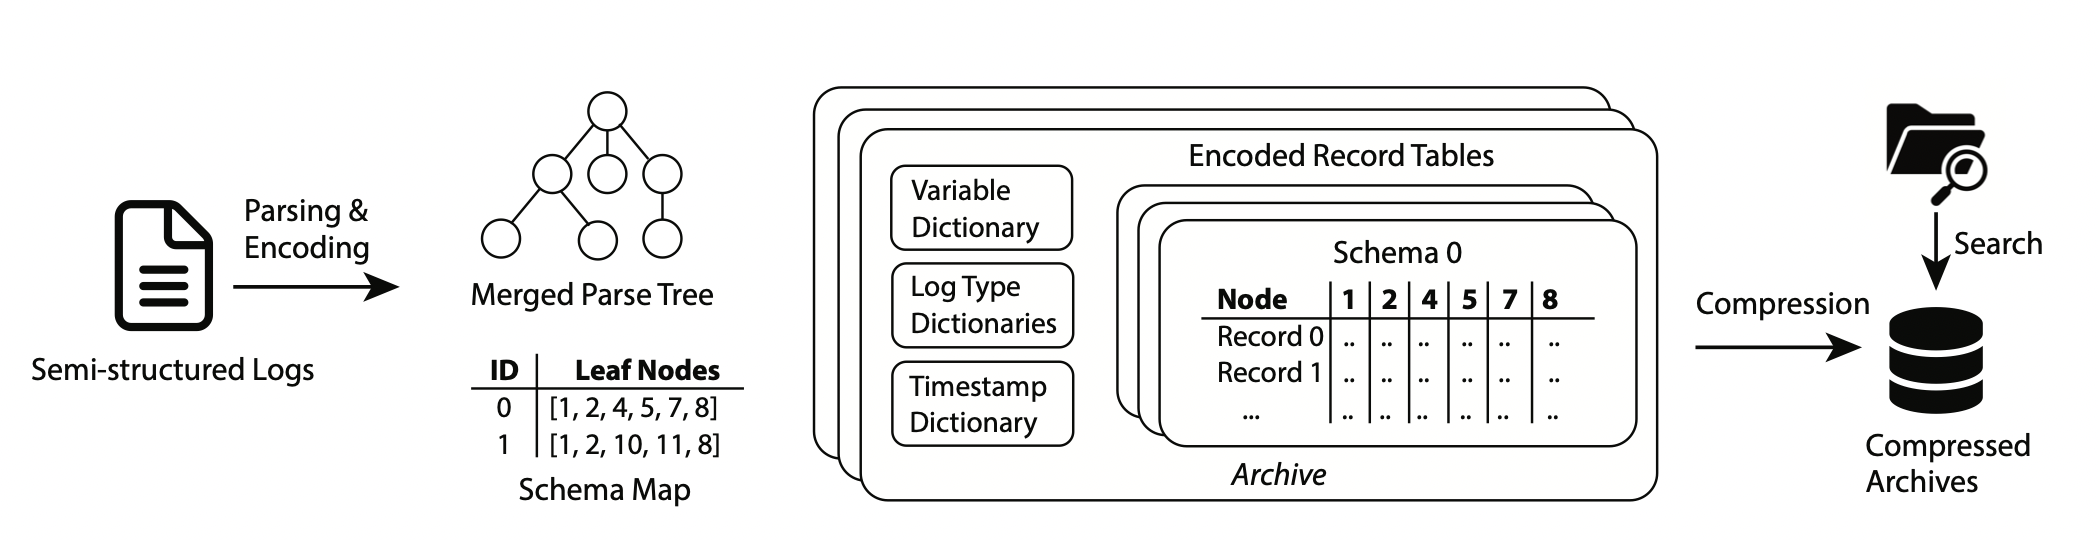 Semi-structured Logs
Parsing &
Encoding
Merged Parse Tree
ID Leaf Nodes
0 [1, 2, 4, 5, 7, 8]
1 [1, 2, 10, 11, 8]
Schema Map
Variable
Dictionary
Log Type
Dictionaries
Timestamp
Dictionary
Encoded Record Tables
Schema 0
Node 1 2 4 5 7 8
Record 0 .. .. .. .. .. ..
Record 1 .. .. .. .. .. ..
... .. .. .. .. .. ..
Archive
Compression
Search
Compressed
Archives